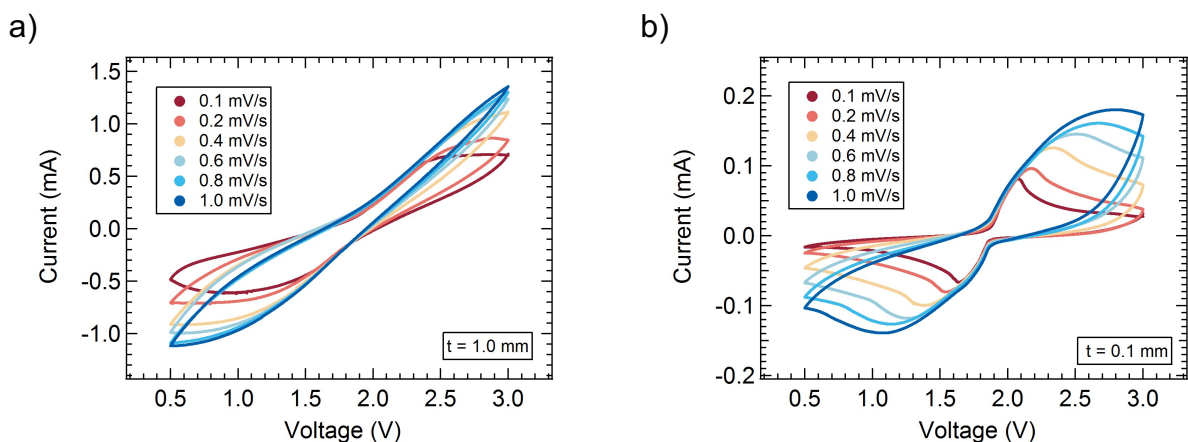 a)
1.5
1.0
0.5
0.0
-0.5
-1.0
Current (mA)
0.1 mV/s
0.2 mV/s
0.4 mV/s
0.6 mV/s
0.8 mV/s
1.0 mV/s
t = 1.0 mm
0.5 1.0 1.5 2.0 2.5 3.0
Voltage (V)
b)
0.2
0.1
0.0
-0.1
-0.2
Current (mA)
0.1 mV/s
0.2 mV/s
0.4 mV/s
0.6 mV/s
0.8 mV/s
1.0 mV/s
t = 0.1 mm
0.5 1.0 1.5 2.0 2.5 3.0
Voltage (V)